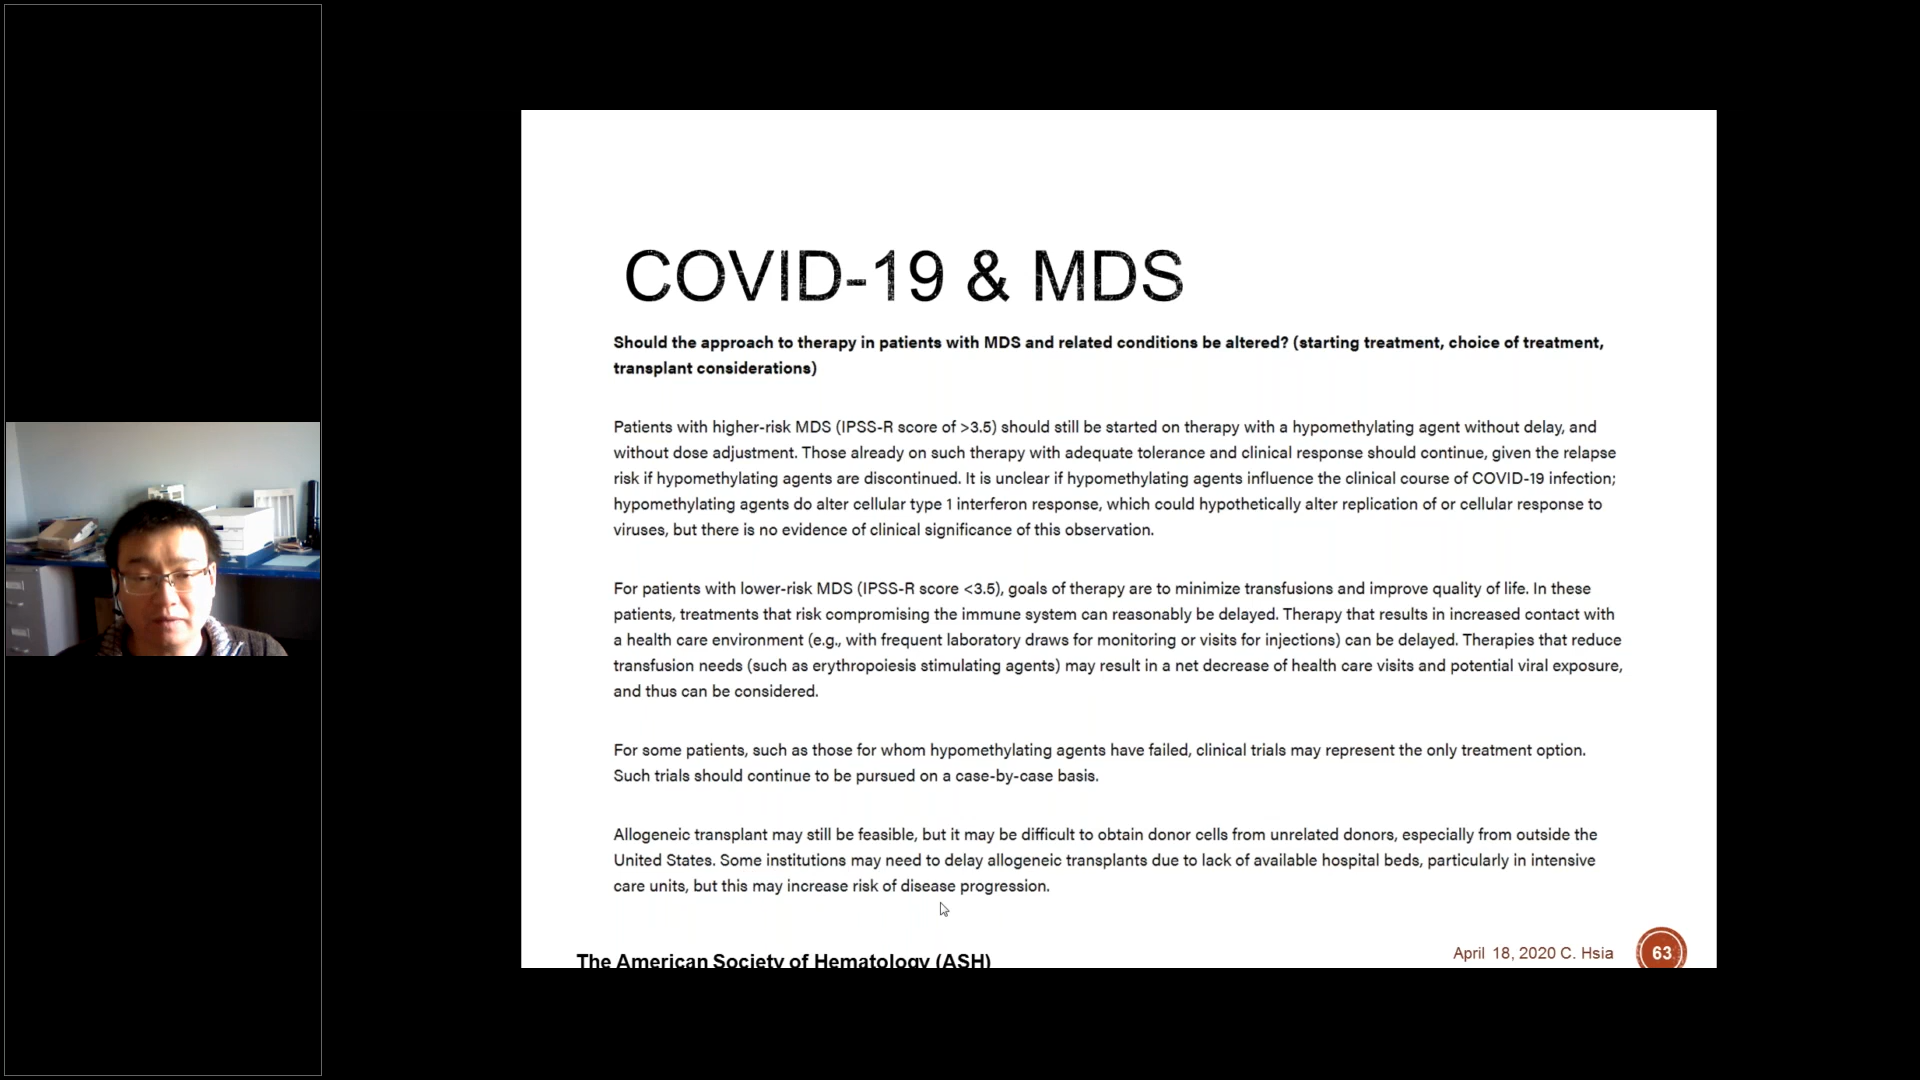 COVID-19 & MDS
Should the approach to therapy in patients with MDS and related conditions be altered? (starting treatment, choice of treatment,
transplant considerations)
Patients with higher-risk MDS (IPSS-R score of >3.5) should still be started on therapy with a hypomethylating agent without delay, and
without dose adjustment. Those already on such therapy with adequate tolerance and clinical response should continue, given the relapse
risk if hypomethylating agents are discontinued. It is unclear if hypomethylating agents influence the clinical course of COVID-19 infection;
hypomethylating agents do alter cellular type 1 interferon response, which could hypothetically alter replication of or cellular response to
viruses, but there is no evidence of clinical significance of this observation.
For patients with lower-risk MDS (IPSS-R score <3.5), goals of therapy are to minimize transfusions and improve quality of life. In these
patients, treatments that risk compromising the immune system can reasonably be delayed. Therapy that results in increased contact with
a health care environment (e.g., with frequent laboratory draws for monitoring or visits for injections) can be delayed. Therapies that reduce
transfusion needs (such as erythropoiesis stimulating agents) may result in a net decrease of health care visits and potential viral exposure,
and thus can be considered.
For some patients, such as those for whom hypomethylating agents have failed, clinical trials may represent the only treatment option.
Such trials should continue to be pursued on a case-by-case basis.
Allogeneic transplant may still be feasible, but it may be difficult to obtain donor cells from unrelated donors, especially from outside the
United States. Some institutions may need to delay allogeneic transplants due to lack of available hospital beds, particularly in intensive
care units, but this may increase risk of disease progression.
The American Society of Hematology (ASH)
April 18, 2020 C. Hsia
63